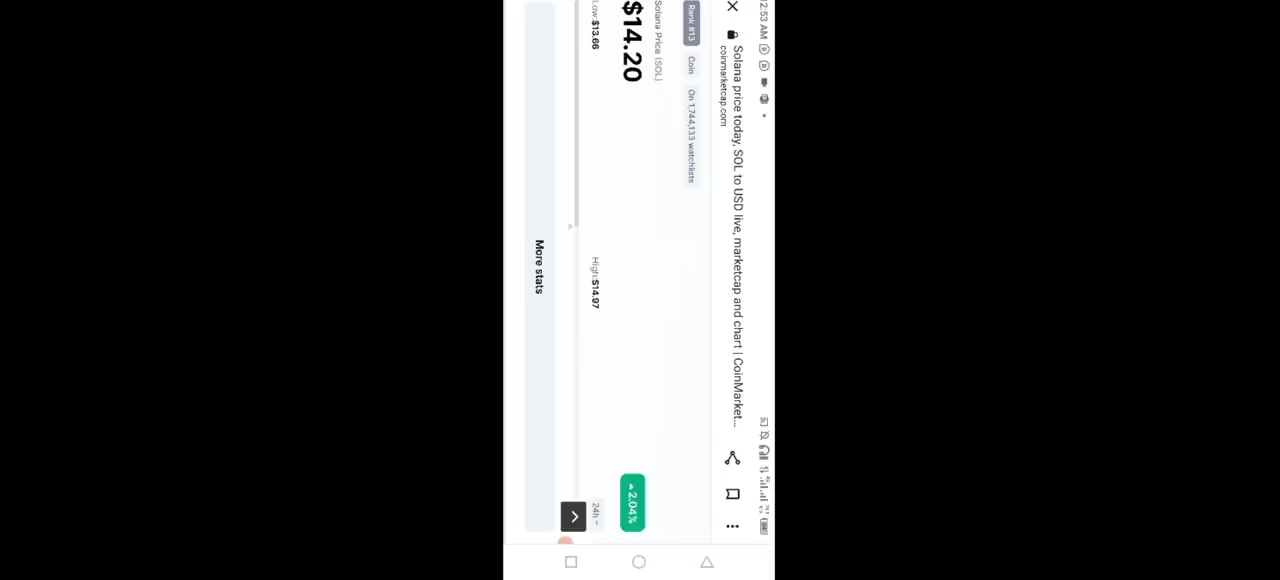 2:53 AM
Solana price today, SOL to USD live, marketcap and chart | CoinMarket...
coinmarketcap.com
Rank #13 Coin On 1,744,133 watchlists
Solana Price (SOL)
$14.20 2.04%
Low:$13.66 High:$14.97 24h
More stats